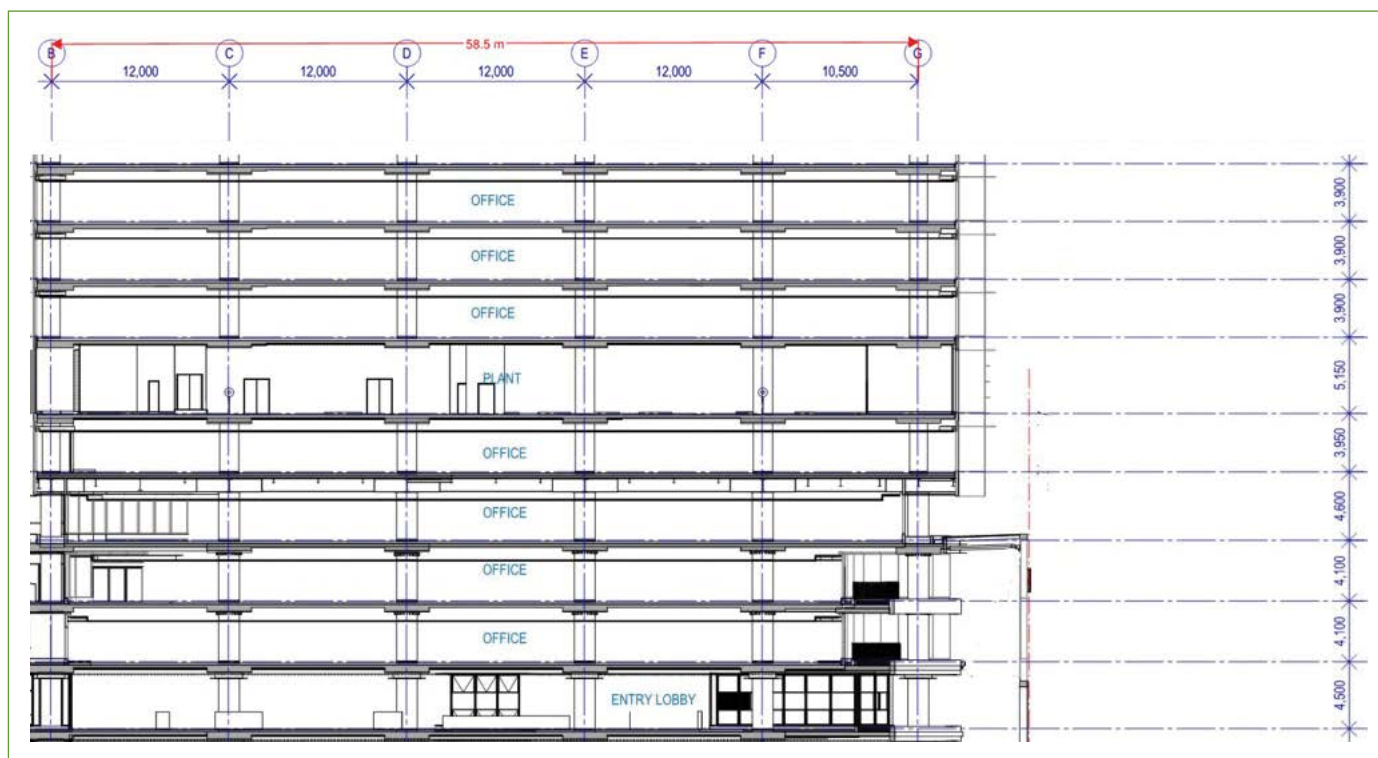 B C D E F G
58.5 m
12,000 12,000 12,000 12,000 10,500
OFFICE
3,900
OFFICE
3,900
OFFICE
3,900
PLANT
5,150
OFFICE
3,950
OFFICE
4,600
OFFICE
4,100
OFFICE
4,100
ENTRY LOBBY
4,500